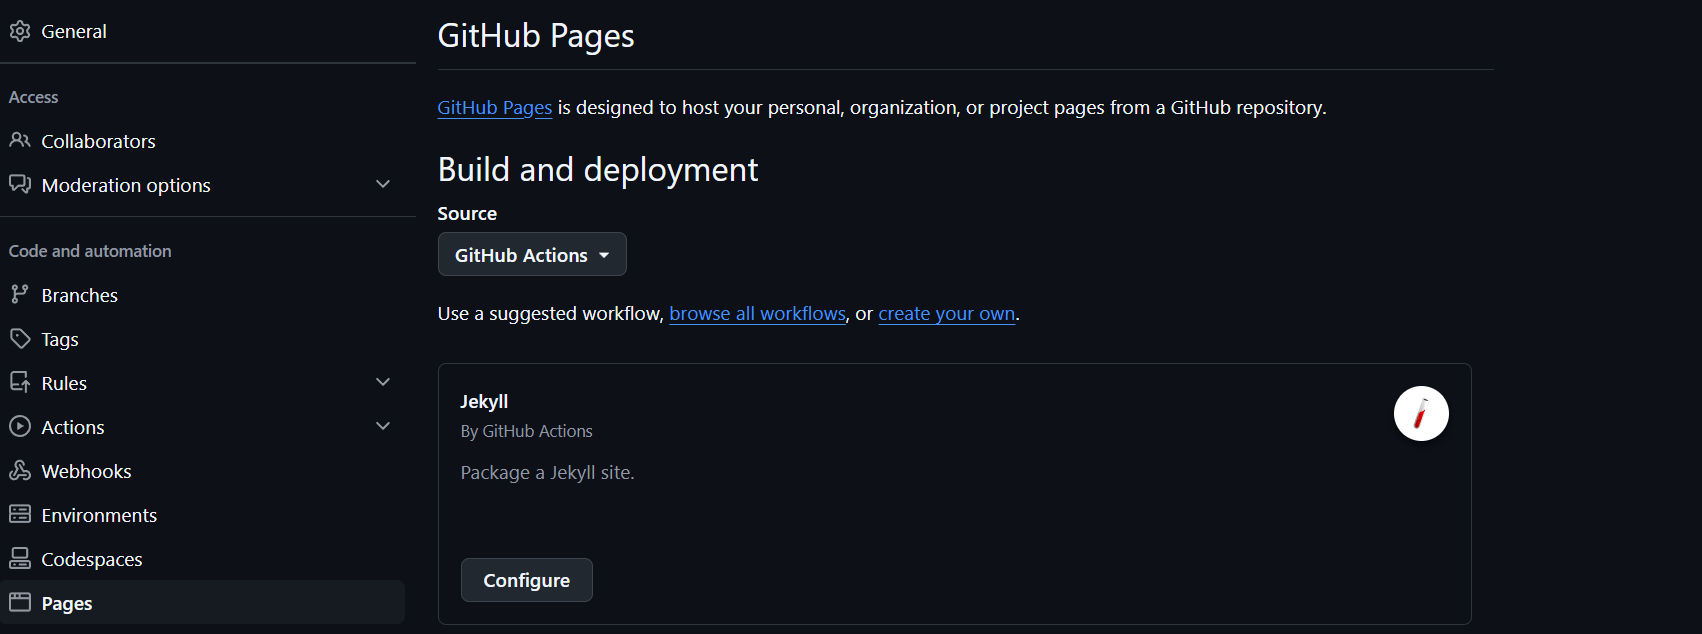 General
Access
Collaborators
Moderation options
Code and automation
Branches
Tags
Rules
Actions
Webhooks
Environments
Codespaces
Pages
GitHub Pages
GitHub Pages is designed to host your personal, organization, or project pages from a GitHub repository.
Build and deployment
Source
GitHub Actions
Use a suggested workflow, browse all workflows, or create your own.
Jekyll
By GitHub Actions
Package a Jekyll site.
Configure